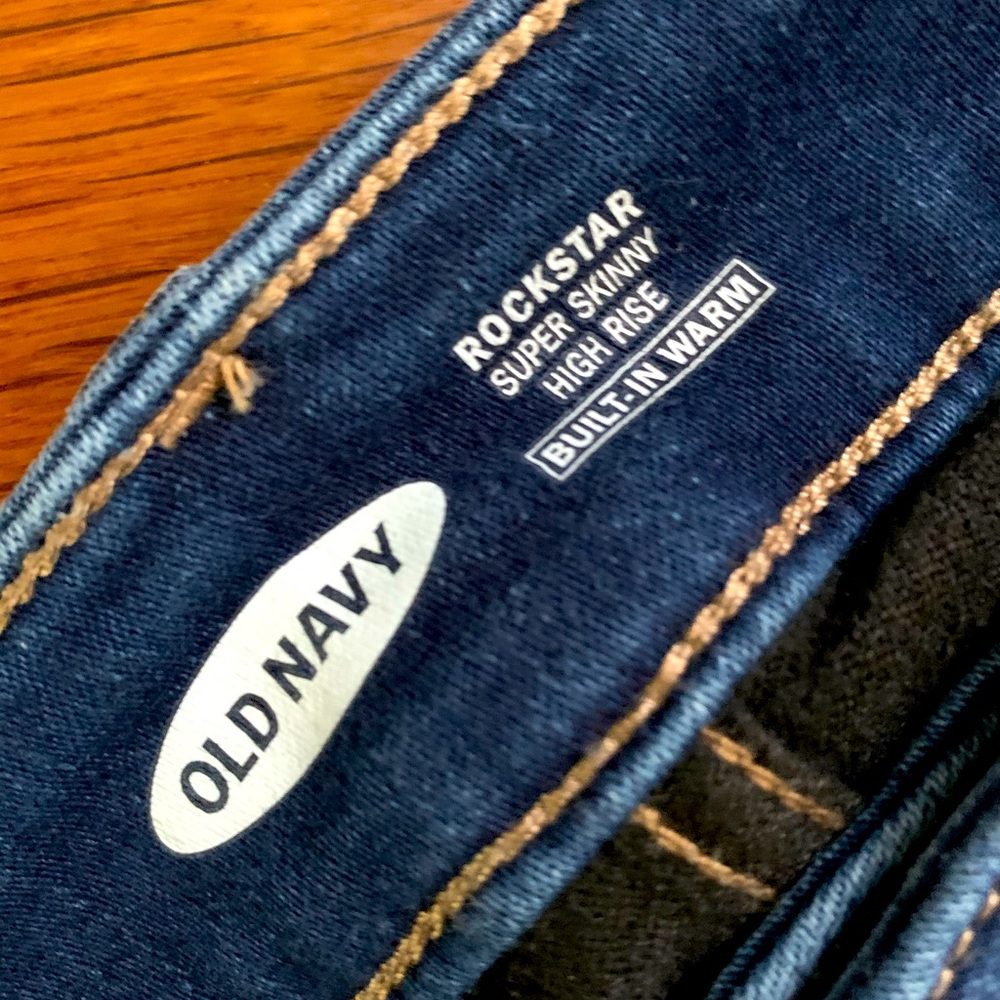 ROCKSTAR
SUPER SKINNY
HIGH RISE
BUILT-IN WARM
OLD NAVY